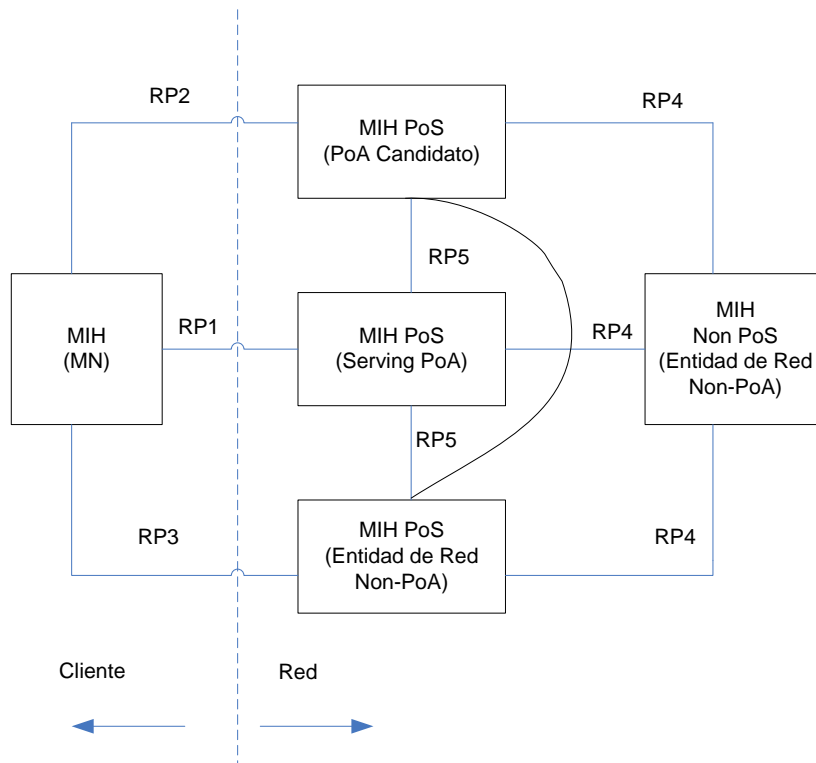 RP2
MIH PoS
(PoA Candidato)
RP4
RP5
MIH
(MN)
RP1
MIH PoS
(Serving PoA)
RP4
MIH
Non PoS
(Entidad de Red
Non-PoA)
RP5
RP3
MIH PoS
(Entidad de Red
Non-PoA)
RP4
Cliente
Red